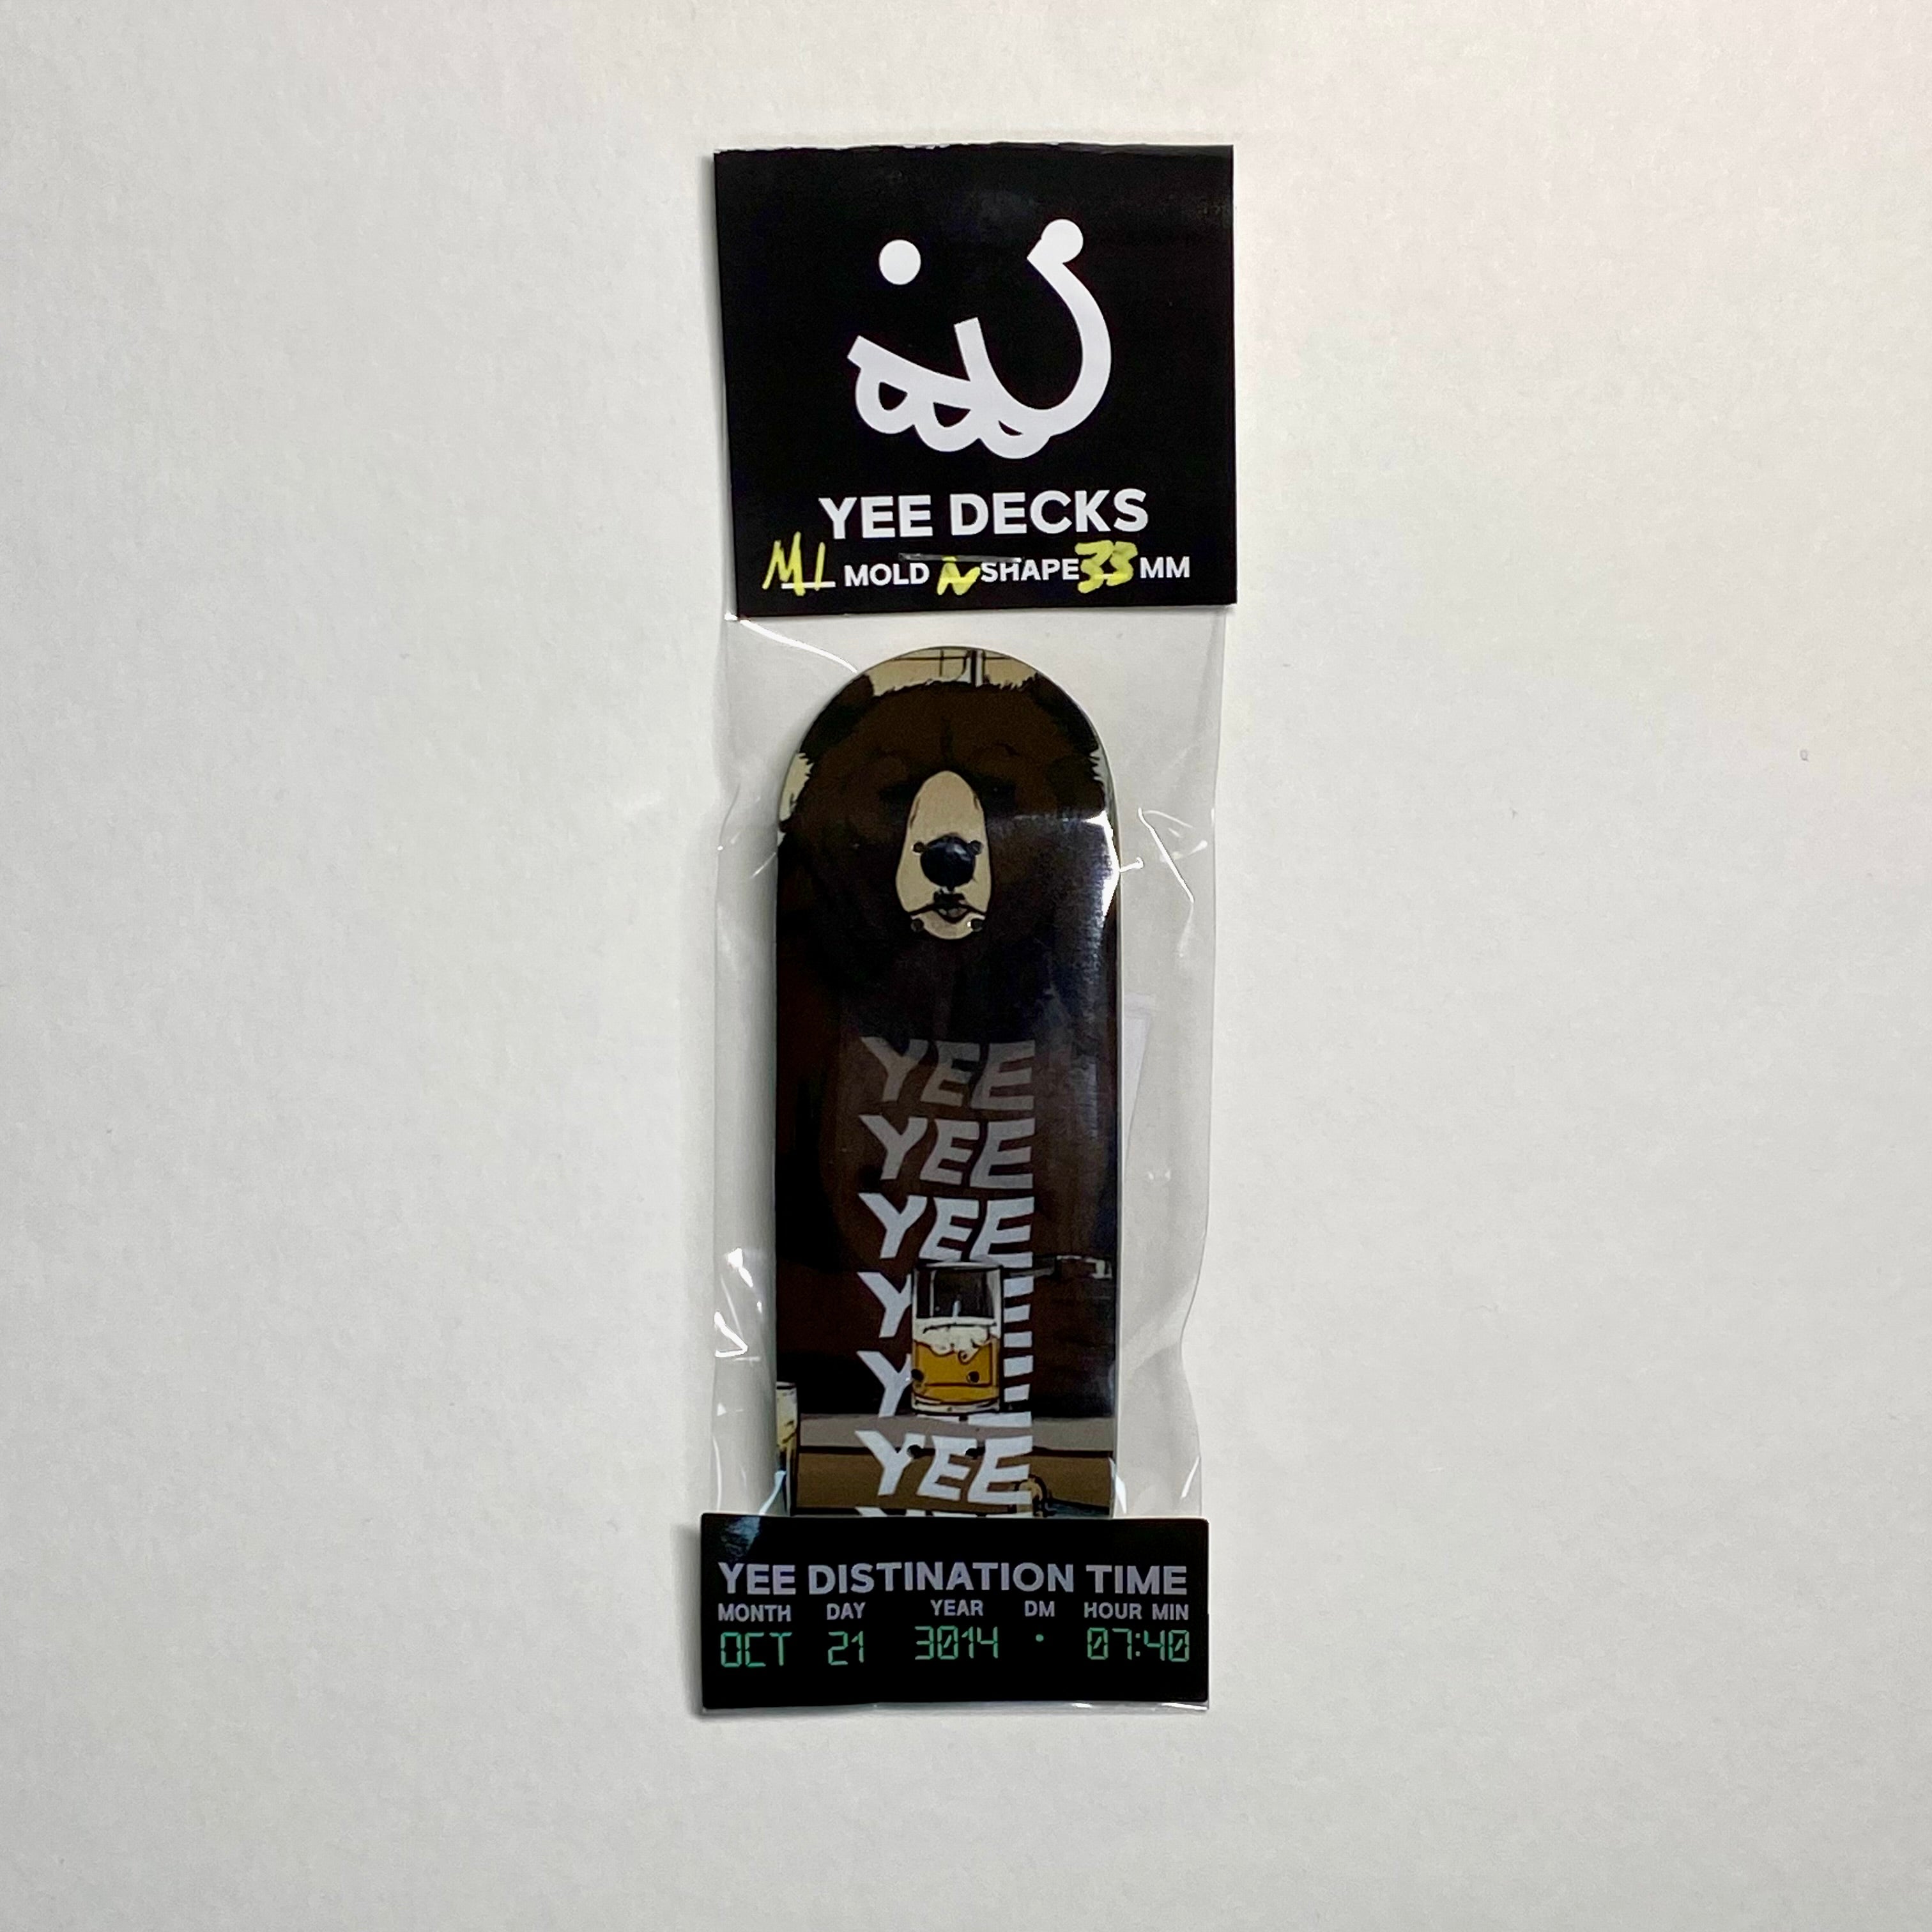 YEE DECKS
M1 MOLD N SHAPE 33 MM
YEE
YEE
YEE
Y
Y
YEE
YEE DISTINATION TIME
MONTH DAY YEAR DM HOUR MIN
OCT 21 3014 07:40